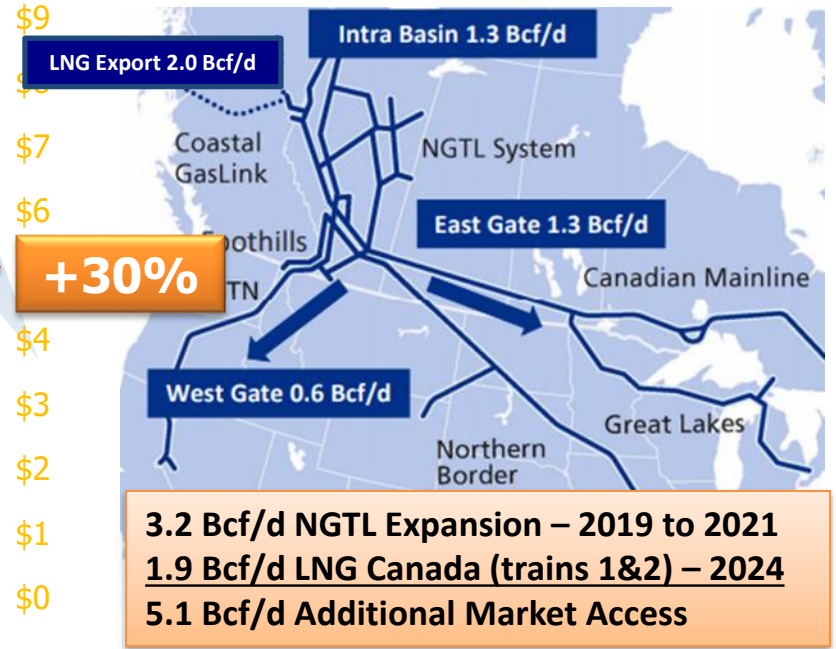 $9
$7
$6
$4
$3
$2
$1
$0
LNG Export 2.0 Bcf/d
Intra Basin 1.3 Bcf/d
Coastal
GasLink
NGTL System
East Gate 1.3 Bcf/d
+30%
Canadian Mainline
West Gate 0.6 Bcf/d
Great Lakes
Northern
Border
3.2 Bcf/d NGTL Expansion – 2019 to 2021
1.9 Bcf/d LNG Canada (trains 1&2) – 2024
5.1 Bcf/d Additional Market Access